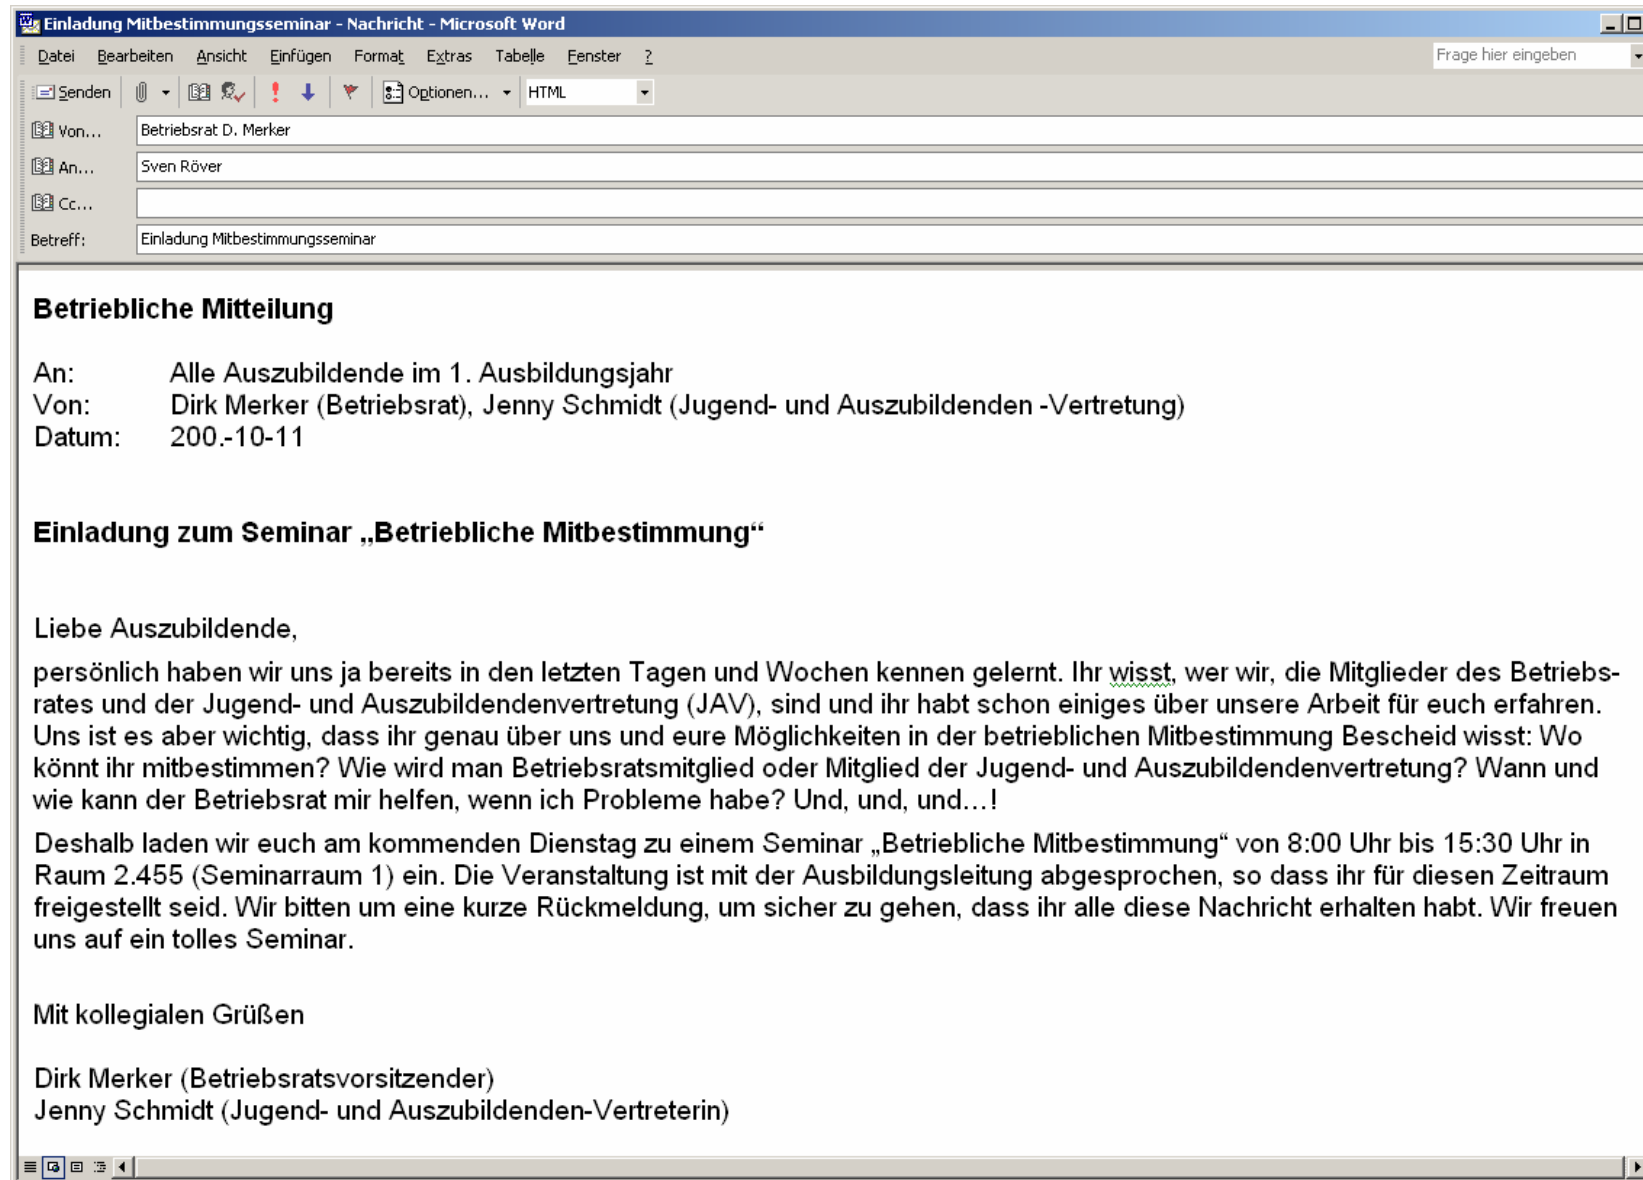 Einladung Mitbestimmungsseminar - Nachricht - Microsoft Word
Datei Bearbeiten Ansicht Einfügen Format Extras Tabelle Fenster ? Frage hier eingeben
Senden Optionen... HTML
Von... Betriebsrat D. Merker
An... Sven Röver
Cc...
Betreff: Einladung Mitbestimmungsseminar
Betriebliche Mitteilung
An: Alle Auszubildende im 1. Ausbildungsjahr
Von: Dirk Merker (Betriebsrat), Jenny Schmidt (Jugend- und Auszubildenden -Vertretung)
Datum: 200.-10-11
Einladung zum Seminar „Betriebliche Mitbestimmung“
Liebe Auszubildende,
persönlich haben wir uns ja bereits in den letzten Tagen und Wochen kennen gelernt. Ihr wisst, wer wir, die Mitglieder des Betriebs-
rates und der Jugend- und Auszubildendenvertretung (JAV), sind und ihr habt schon einiges über unsere Arbeit für euch erfahren.
Uns ist es aber wichtig, dass ihr genau über uns und eure Möglichkeiten in der betrieblichen Mitbestimmung Bescheid wisst: Wo
könnt ihr mitbestimmen? Wie wird man Betriebsratsmitglied oder Mitglied der Jugend- und Auszubildendenvertretung? Wann und
wie kann der Betriebsrat mir helfen, wenn ich Probleme habe? Und, und, und...!
Deshalb laden wir euch am kommenden Dienstag zu einem Seminar „Betriebliche Mitbestimmung“ von 8:00 Uhr bis 15:30 Uhr in
Raum 2.455 (Seminarraum 1) ein. Die Veranstaltung ist mit der Ausbildungsleitung abgesprochen, so dass ihr für diesen Zeitraum
freigestellt seid. Wir bitten um eine kurze Rückmeldung, um sicher zu gehen, dass ihr alle diese Nachricht erhalten habt. Wir freuen
uns auf ein tolles Seminar.
Mit kollegialen Grüßen
Dirk Merker (Betriebsratsvorsitzender)
Jenny Schmidt (Jugend- und Auszubildenden-Vertreterin)